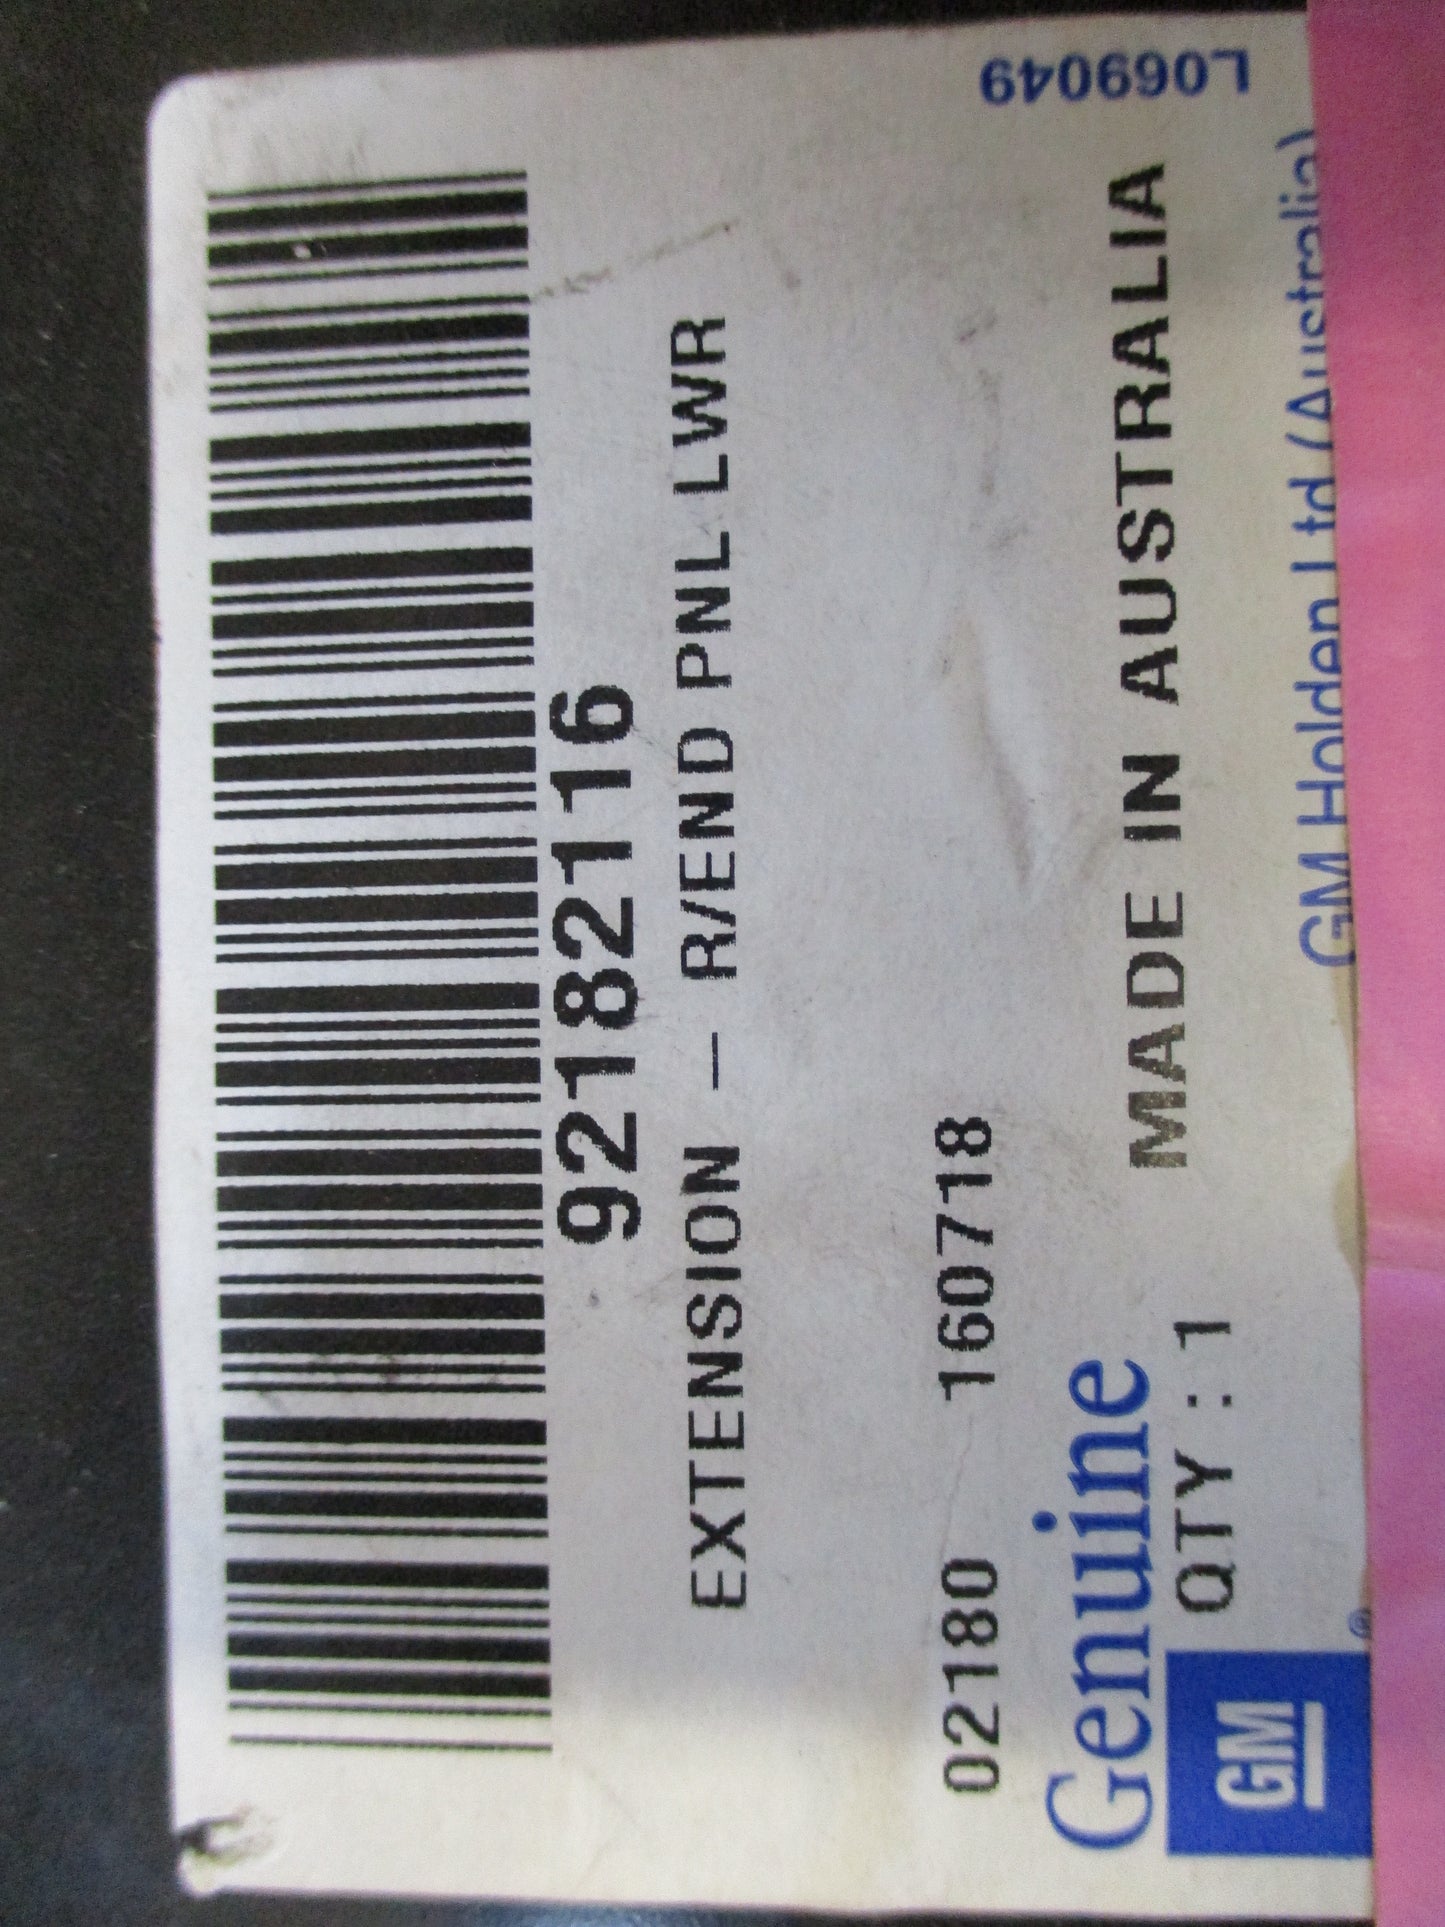 92182116
EXTENSION – R/END PNL LWR
02180 160718
MADE IN AUSTRALIA
Genuine
QTY : 1
GM
®
GM Holden Ltd (Australia)
L069049